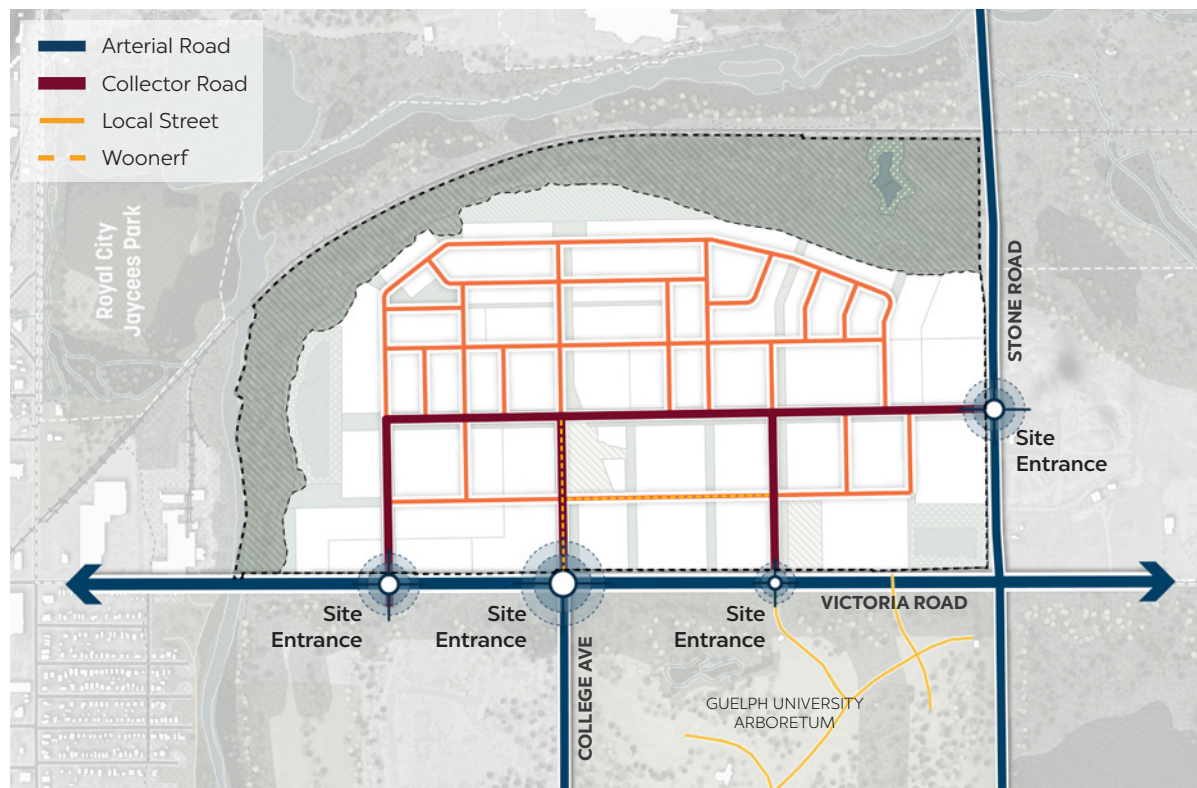 Arterial Road
Collector Road
Local Street
Woonerf
Royal City
Jaycees Park
STONE ROAD
Site
Entrance
Site
Entrance
Site
Entrance
Site
Entrance
VICTORIA ROAD
COLLEGE AVE
GUELPH UNIVERSITY
ARBORETUM